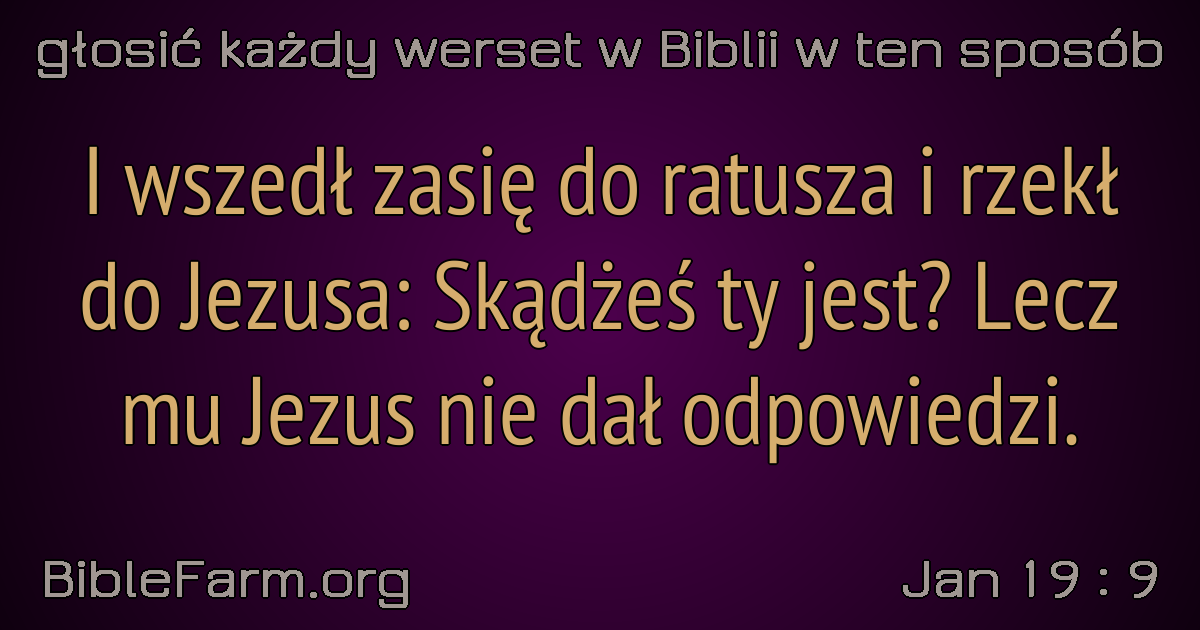 głosić każdy werset w Biblii w ten sposób
I wszedł zasię do ratusza i rzekł
do Jezusa: Skądżeś ty jest? Lecz
mu Jezus nie dał odpowiedzi.
BibleFarm.org
Jan 19 : 9